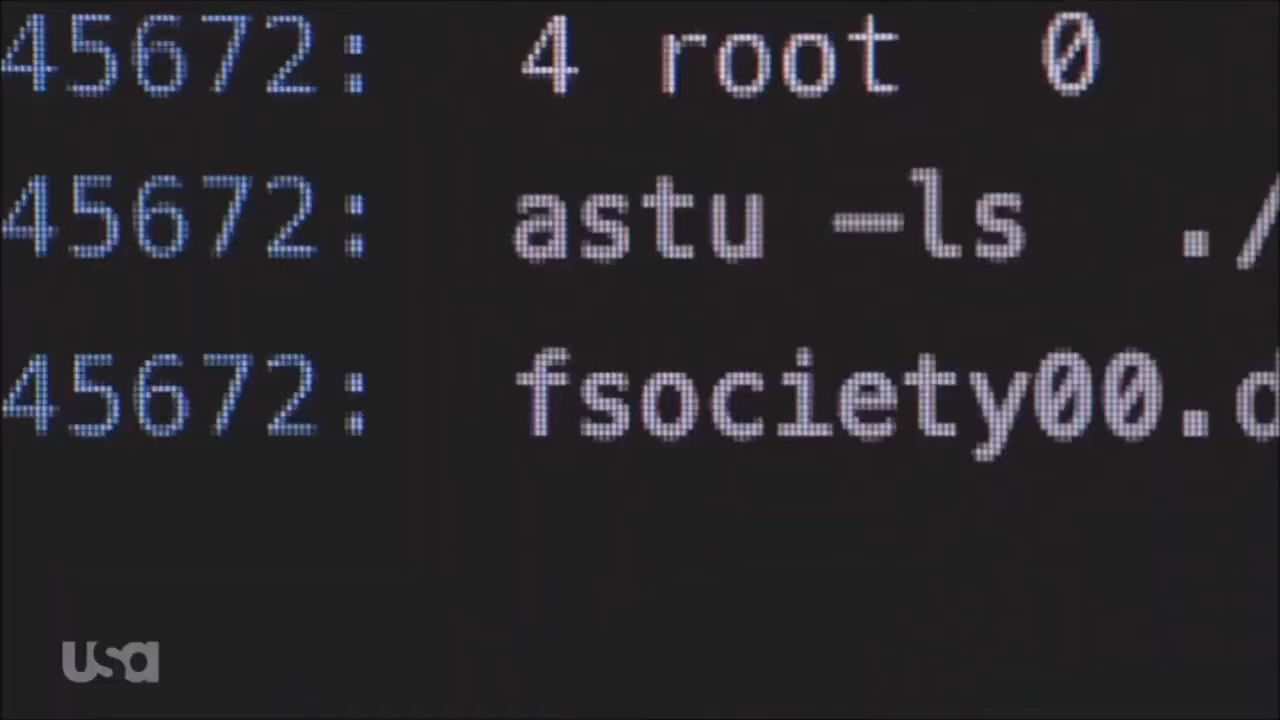 45672: 4 root 0
45672: astu –ls ./
45672: fsociety00.d
usa